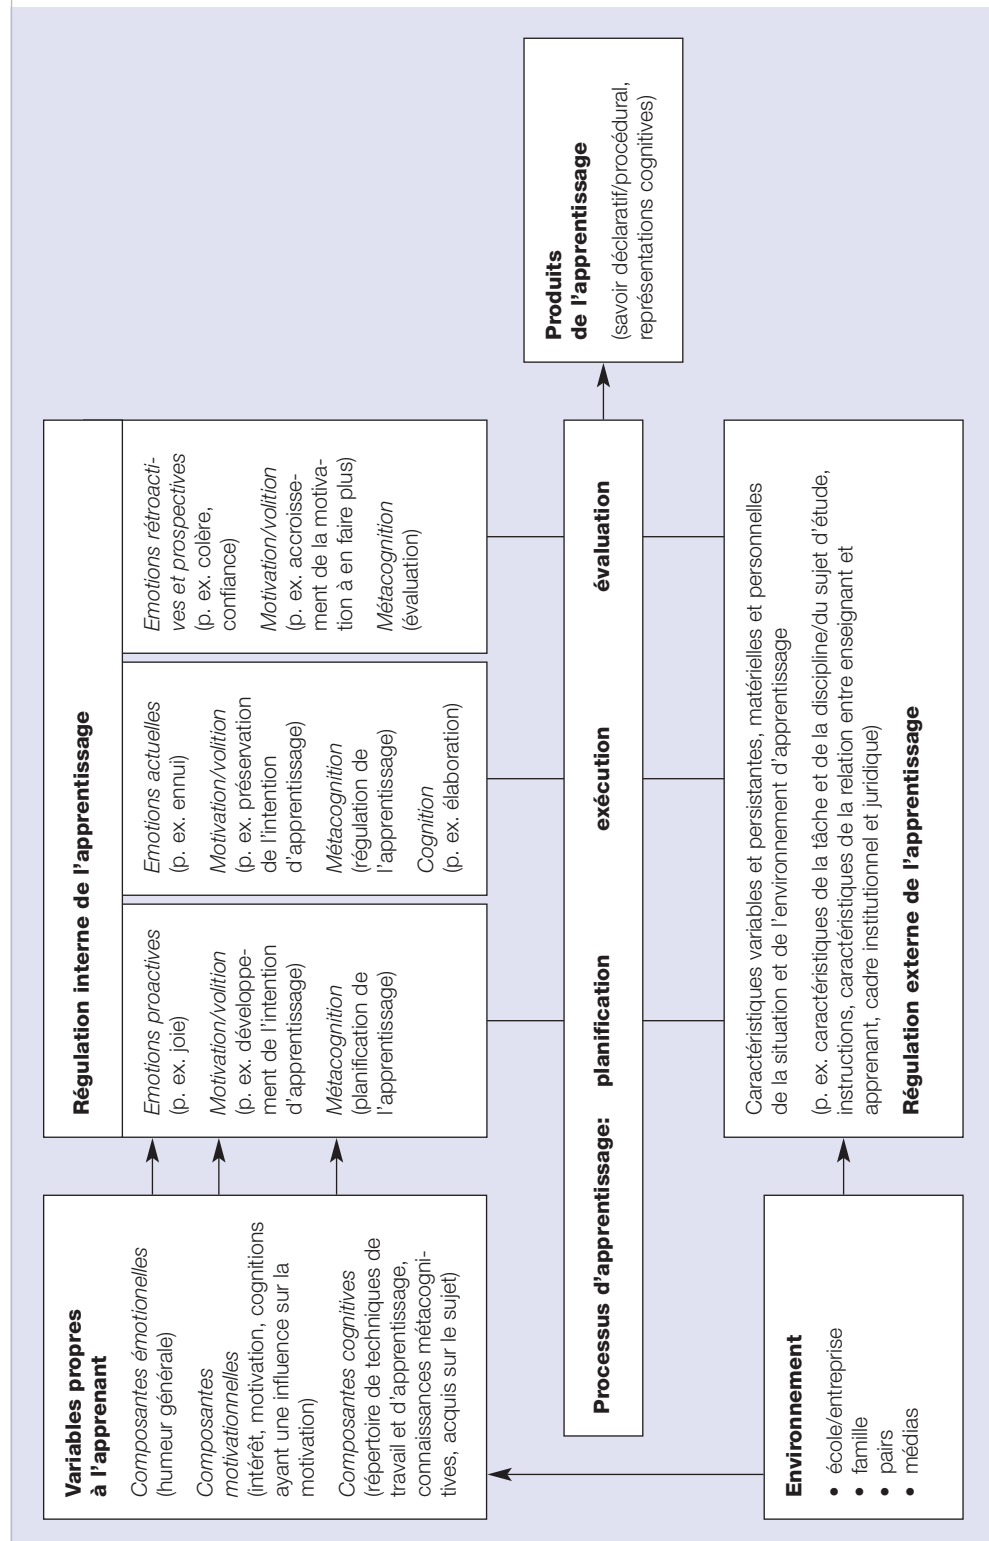 Variables propres
à l'apprenant
Composantes émotionelles
(humeur générale)
Composantes
motivationnelles
(intérêt, motivation, cognitions
ayant une influence sur la
motivation)
Composantes cognitives
(répertoire de techniques de
travail et d'apprentissage,
connaissances métacogni-
tives, acquis sur le sujet)
Régulation interne de l'apprentissage
Emotions proactives
(p. ex. joie)
Motivation/volition
(p. ex. développe-
ment de l'intention
d'apprentissage)
Métacognition
(planification de
l'apprentissage)
Emotions actuelles
(p. ex. ennui)
Motivation/volition
(p. ex. préservation
de l'intention
d'apprentissage)
Métacognition
(régulation de
l'apprentissage)
Cognition
(p. ex. élaboration)
Emotions rétroacti-
ves et prospectives
(p. ex. colère,
confiance)
Motivation/volition
(p. ex. accroisse-
ment de la motiva-
tion à en faire plus)
Métacognition
(évaluation)
Processus d'apprentissage: planification exécution évaluation
Produits
de l'apprentissage
(savoir déclaratif/procédural,
représentations cognitives)
Environnement
• école/entreprise
• famille
• pairs
• médias
Caractéristiques variables et persistantes, matérielles et personnelles
de la situation et de l'environnement d'apprentissage
(p. ex. caractéristiques de la tâche et de la discipline/du sujet d'étude,
instructions, caractéristiques de la relation entre enseignant et
apprenant, cadre institutionnel et juridique)
Régulation externe de l'apprentissage